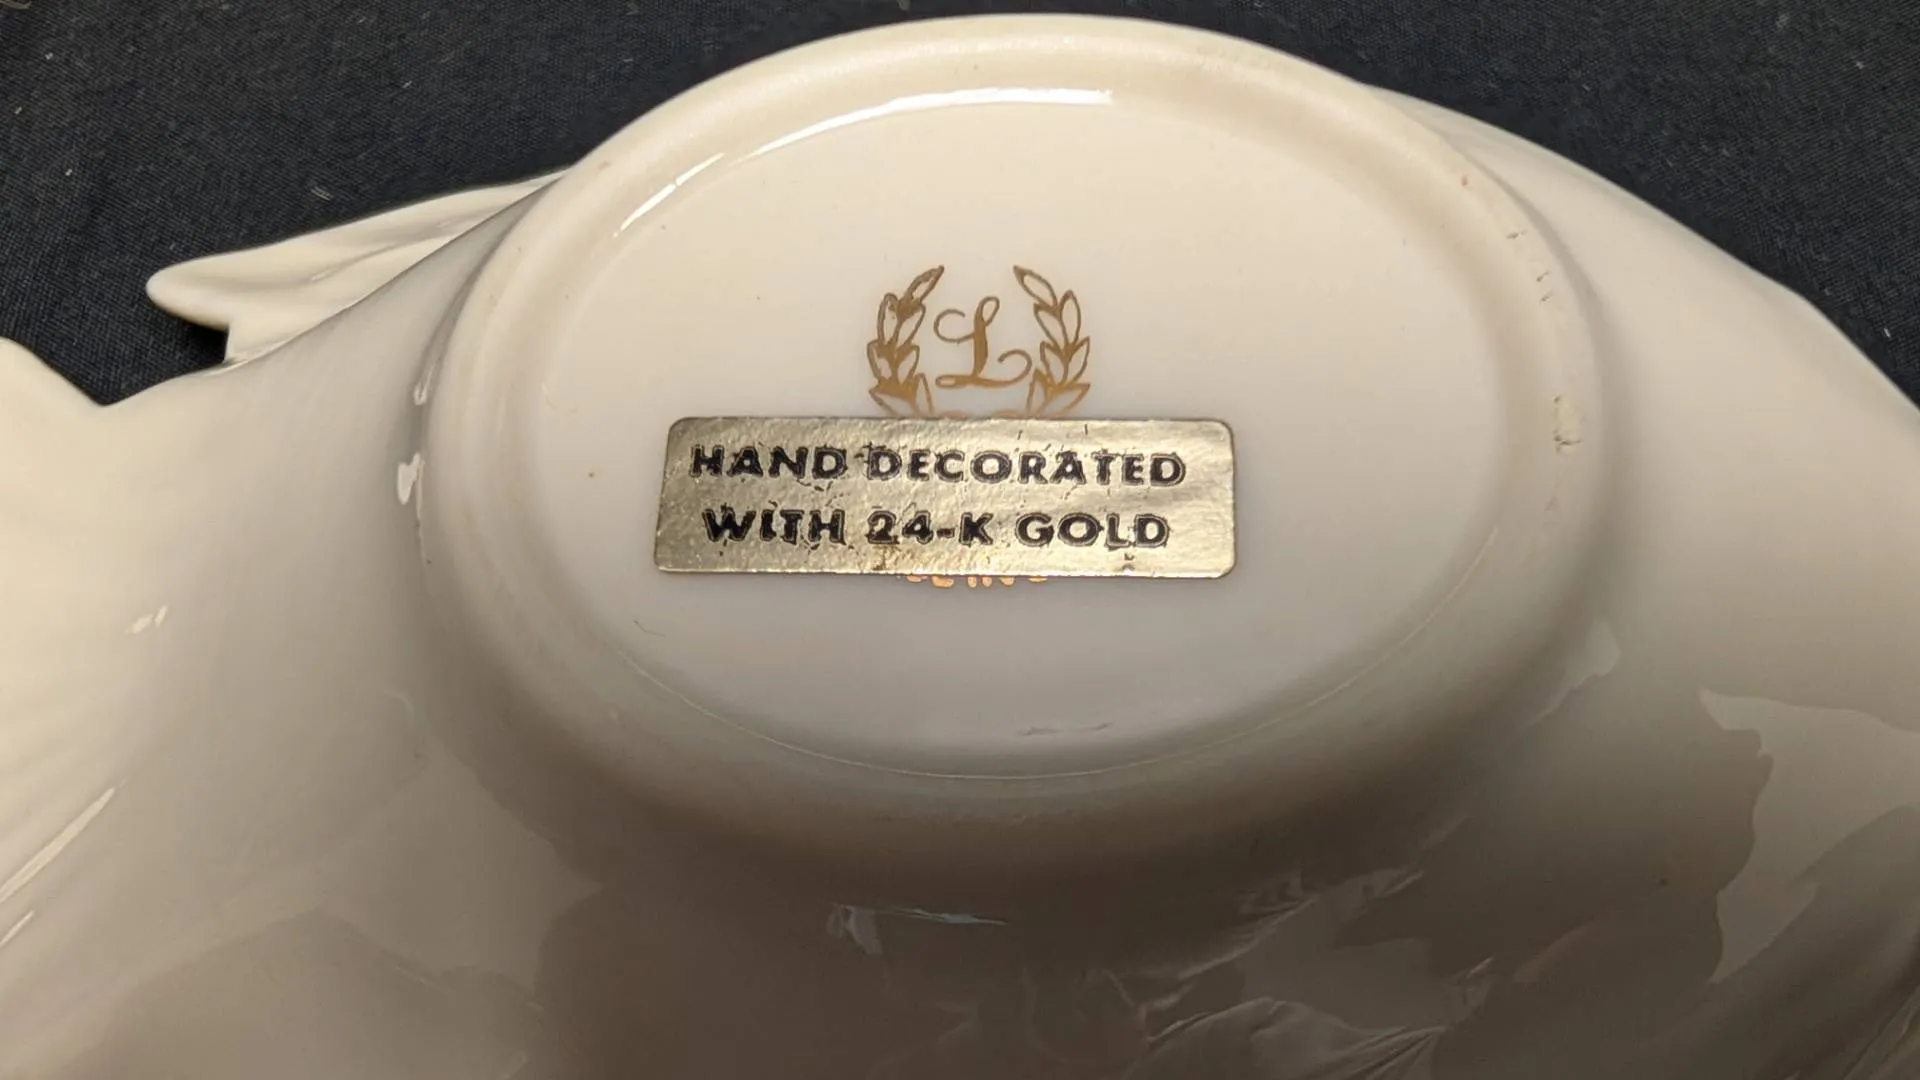 L
HAND DECORATED
WITH 24-K GOLD